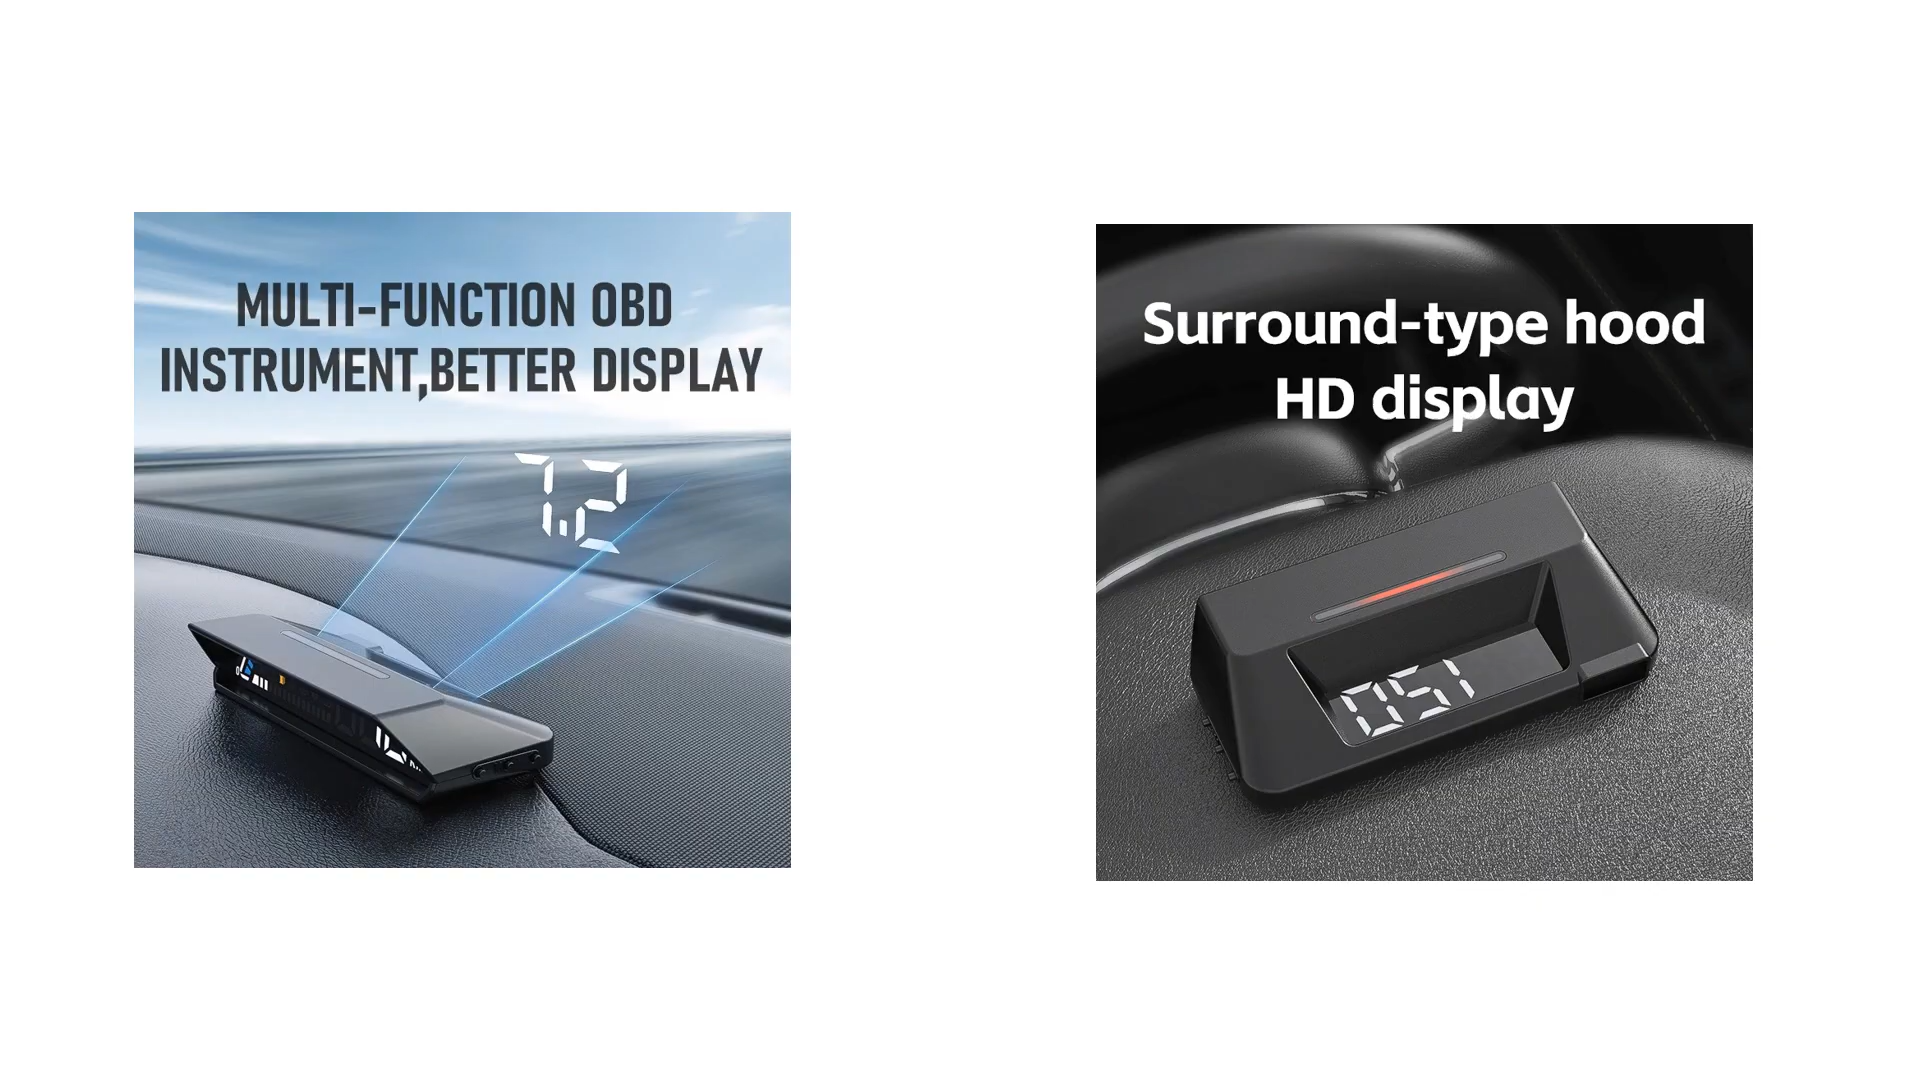 MULTI-FUNCTION OBD
INSTRUMENT,BETTER DISPLAY
7.2
Surround-type hood
HD display
051